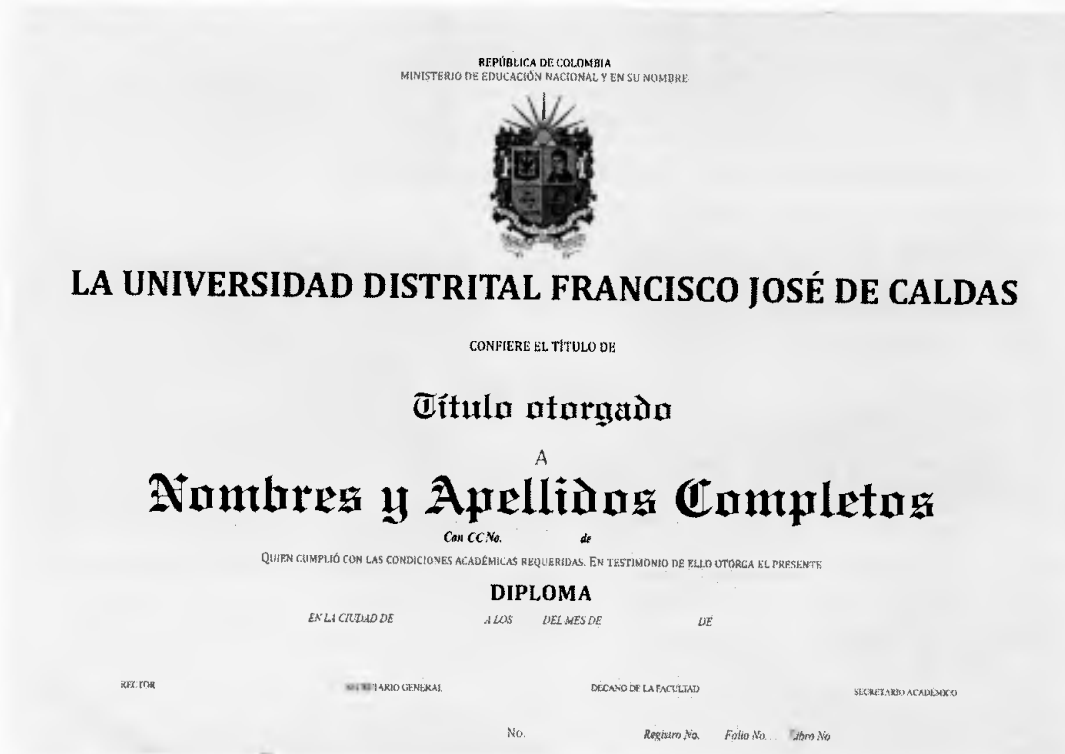 REPÚBLICA DE COLOMBIA
MINISTERIO DE EDUCACIÓN NACIONAL Y EN SU NOMBRE
LA UNIVERSIDAD DISTRITAL FRANCISCO JOSÉ DE CALDAS
CONFIERE EL TÍTULO DE
Título otorgado
A
Nombres y Apellidos Completos
Con CC No. de
QUIEN CUMPLIÓ CON LAS CONDICIONES ACADÉMICAS REQUERIDAS. EN TESTIMONIO DE ELLO OTORGA EL PRESENTE
DIPLOMA
EN LA CIUDAD DE A LOS DEL MES DE DE
RECTOR SECRETARIO GENERAL DECANO DE LA FACULTAD SECRETARIO ACADÉMICO
No. Registro No. Folio No. Libro No